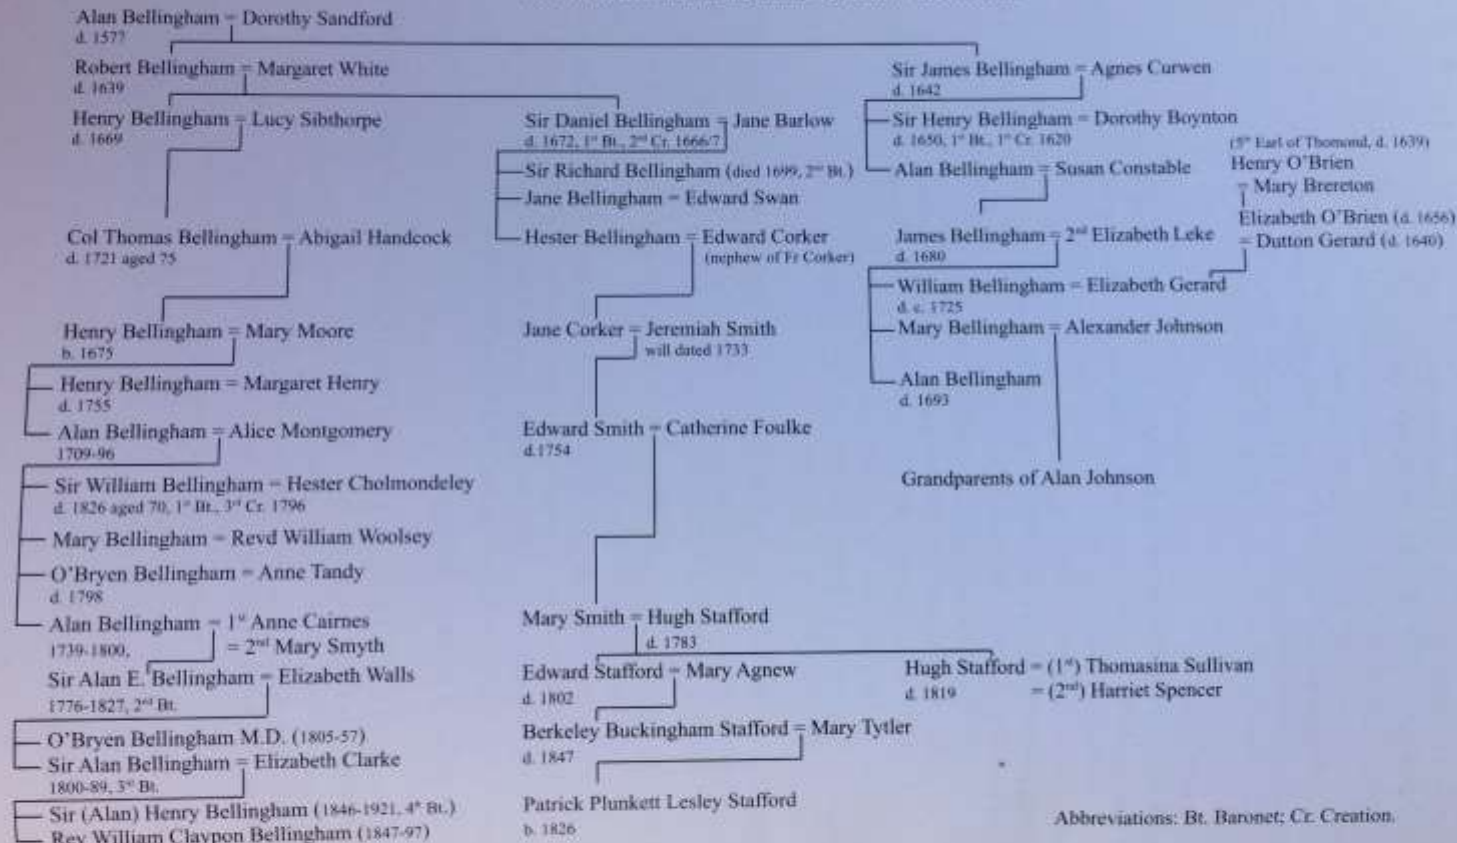 Alan Bellingham = Dorothy Sandford
d. 1577
Robert Bellingham = Margaret White
d. 1639
Sir James Bellingham = Agnes Curwen
d. 1642
Henry Bellingham = Lucy Sibthorpe
d. 1669
Sir Daniel Bellingham = Jane Barlow
d. 1672, 1st Bt., 2nd Cr. 1666/7
Sir Henry Bellingham = Dorothy Boynton
d. 1650, 1st Bt., 1st Cr. 1620
(5th Earl of Thomond, d. 1639)
Henry O'Brien
= Mary Brereton
Sir Richard Bellingham (died 1699, 2nd Bt.)
Alan Bellingham = Susan Constable
Jane Bellingham = Edward Swan
Elizabeth O'Brien (d. 1656)
= Dutton Gerard (d. 1640)
Col Thomas Bellingham = Abigail Handcock
d. 1721 aged 75
Hester Bellingham = Edward Corker
(nephew of Fr Corker)
James Bellingham = 2nd Elizabeth Leke
d. 1680
William Bellingham = Elizabeth Gerard
d. c. 1725
Henry Bellingham = Mary Moore
b. 1675
Jane Corker = Jeremiah Smith
will dated 1733
Mary Bellingham = Alexander Johnson
Henry Bellingham = Margaret Henry
d. 1755
Alan Bellingham
d. 1693
Alan Bellingham = Alice Montgomery
1709-96
Edward Smith = Catherine Foulke
d.1754
Grandparents of Alan Johnson
Sir William Bellingham = Hester Cholmondeley
d. 1826 aged 70, 1st Bt., 3rd Cr. 1796
Mary Bellingham = Revd William Woolsey
O'Bryen Bellingham = Anne Tandy
d. 1798
Alan Bellingham = 1st Anne Cairnes
1739-1800, = 2nd Mary Smyth
Mary Smith = Hugh Stafford
d. 1783
Sir Alan E. Bellingham = Elizabeth Walls
1776-1827, 2nd Bt.
Edward Stafford = Mary Agnew
d. 1802
Hugh Stafford = (1st) Thomasina Sullivan
d. 1819 = (2nd) Harriet Spencer
O'Bryen Bellingham M.D. (1805-57)
Berkeley Buckingham Stafford = Mary Tytler
d. 1847
Sir Alan Bellingham = Elizabeth Clarke
1800-89, 3rd Bt.
Sir (Alan) Henry Bellingham (1846-1921, 4th Bt.)
Rev William Claypon Bellingham (1847-97)
Patrick Plunkett Lesley Stafford
b. 1826
Abbreviations: Bt. Baronet; Cr. Creation.